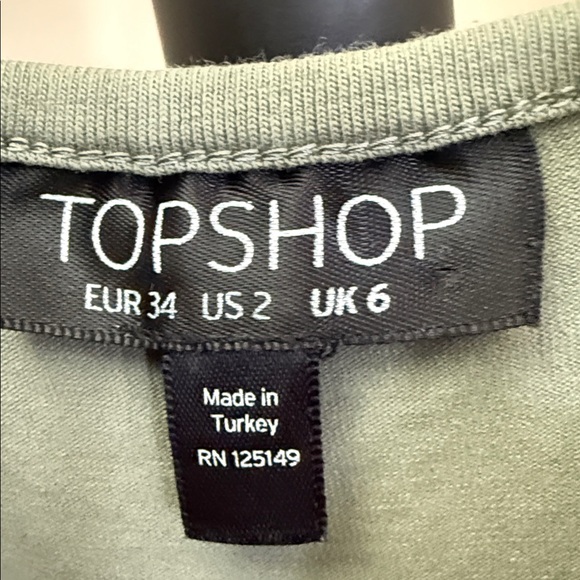 TOPSHOP
EUR 34 US 2 UK 6
Made in
Turkey
RN 125149